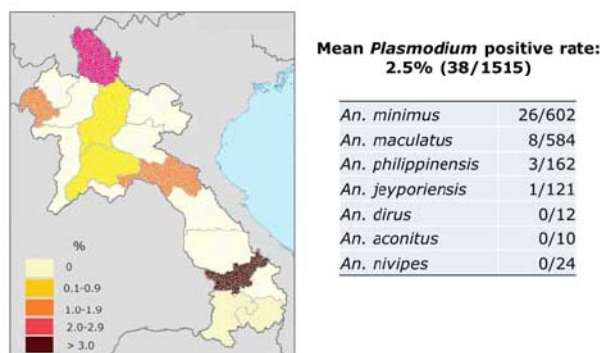 Mean Plasmodium positive rate:
2.5% (38/1515)
An. minimus 26/602
An. maculatus 8/584
An. philippinensis 3/162
An. jeyporiensis 1/121
An. dirus 0/12
An. aconitus 0/10
An. nivipes 0/24
%
0
0.1-0.9
1.0-1.9
2.0-2.9
> 3.0